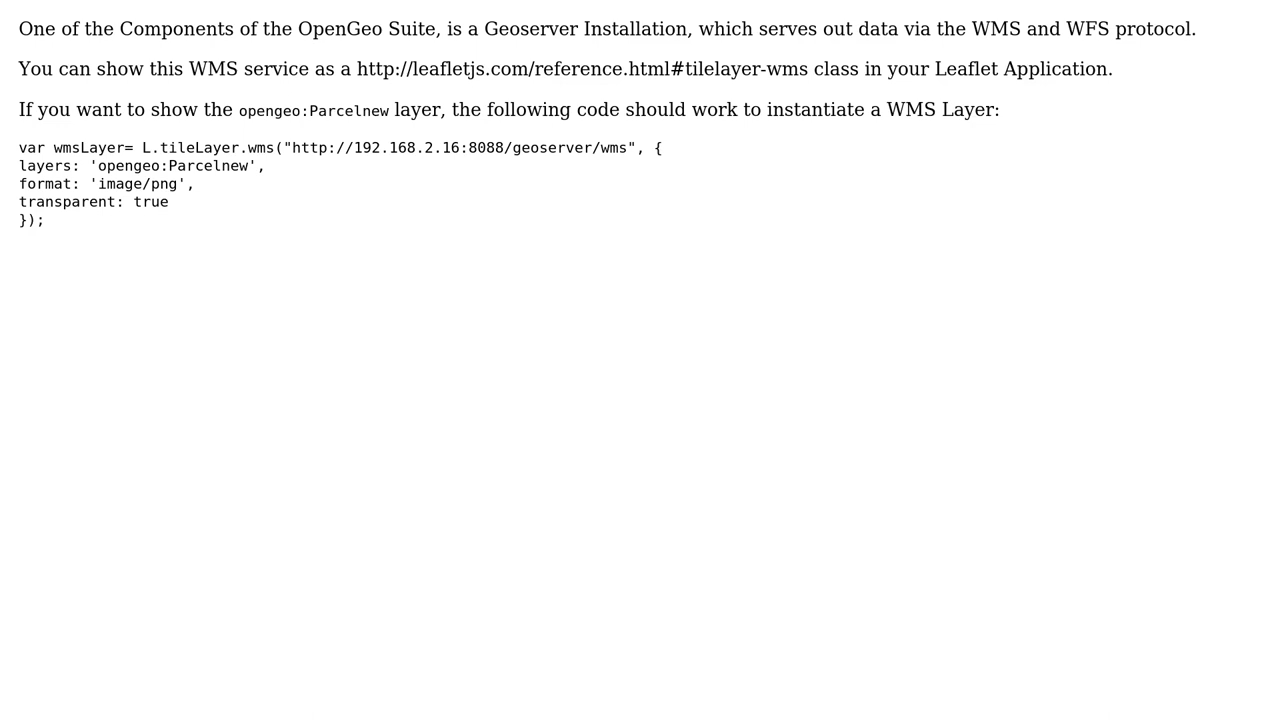 One of the Components of the OpenGeo Suite, is a Geoserver Installation, which serves out data via the WMS and WFS protocol.
You can show this WMS service as a http://leafletjs.com/reference.html#tilelayer-wms class in your Leaflet Application.
If you want to show the opengeo:Parcelnew layer, the following code should work to instantiate a WMS Layer:
var wmsLayer= L.tileLayer.wms("http://192.168.2.16:8088/geoserver/wms", {
layers: 'opengeo:Parcelnew',
format: 'image/png',
transparent: true
});